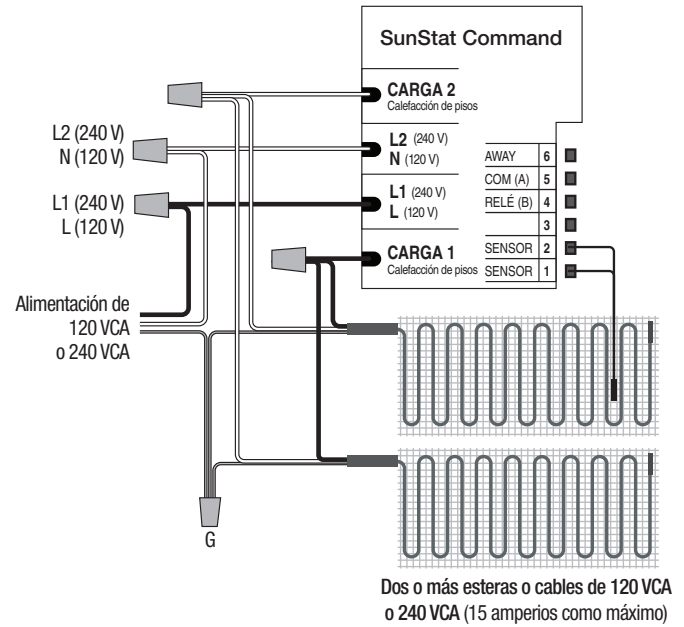 SunStat Command
CARGA 2
Calefacción de pisos
L2 (240 V)
N (120 V)
L2 (240 V)
N (120 V)
AWAY 6
COM (A) 5
L1 (240 V)
L (120 V)
L1 (240 V)
L (120 V)
RELÉ (B) 4
3
CARGA 1
Calefacción de pisos
SENSOR 2
SENSOR 1
Alimentación de
120 VCA
o 240 VCA
G
Dos o más esteras o cables de 120 VCA
o 240 VCA (15 amperios como máximo)